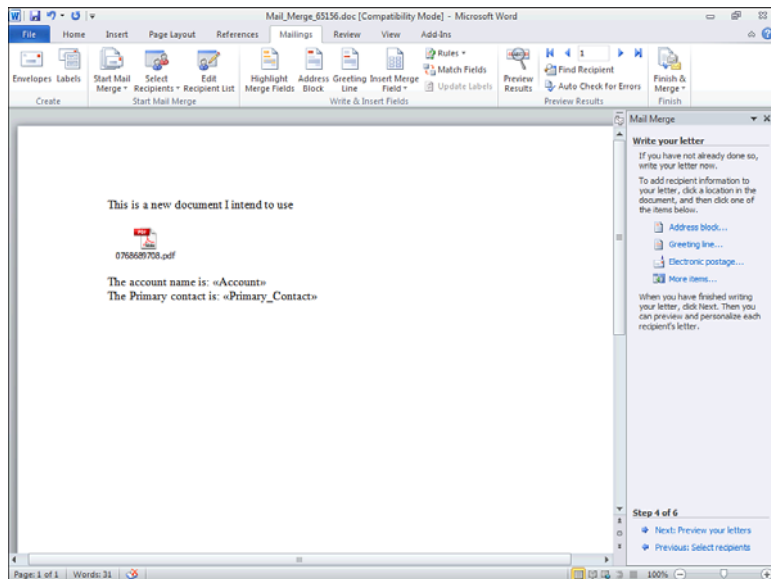 Mail_Merge_65156.doc [Compatibility Mode] - Microsoft Word
File Home Insert Page Layout References Mailings Review View Add-Ins
Envelopes Labels
Create
Start Mail Merge Select Recipients Edit Recipient List
Start Mail Merge
Highlight Merge Fields Address Block Greeting Line Insert Merge Field
Rules
Match Fields
Update Labels
Write & Insert Fields
Preview Results
1
Find Recipient
Auto Check for Errors
Preview Results
Finish & Merge
Finish
This is a new document I intend to use
PDF
0768689708.pdf
The account name is: «Account»
The Primary contact is: «Primary_Contact»
Mail Merge
Write your letter
If you have not already done so,
write your letter now.
To add recipient information to
your letter, click a location in the
document, and then click one of
the items below.
Address block...
Greeting line...
Electronic postage...
More items...
When you have finished writing
your letter, click Next. Then you
can preview and personalize each
recipient's letter.
Step 4 of 6
Next: Preview your letters
Previous: Select recipients
Page: 1 of 1 Words: 31 100%